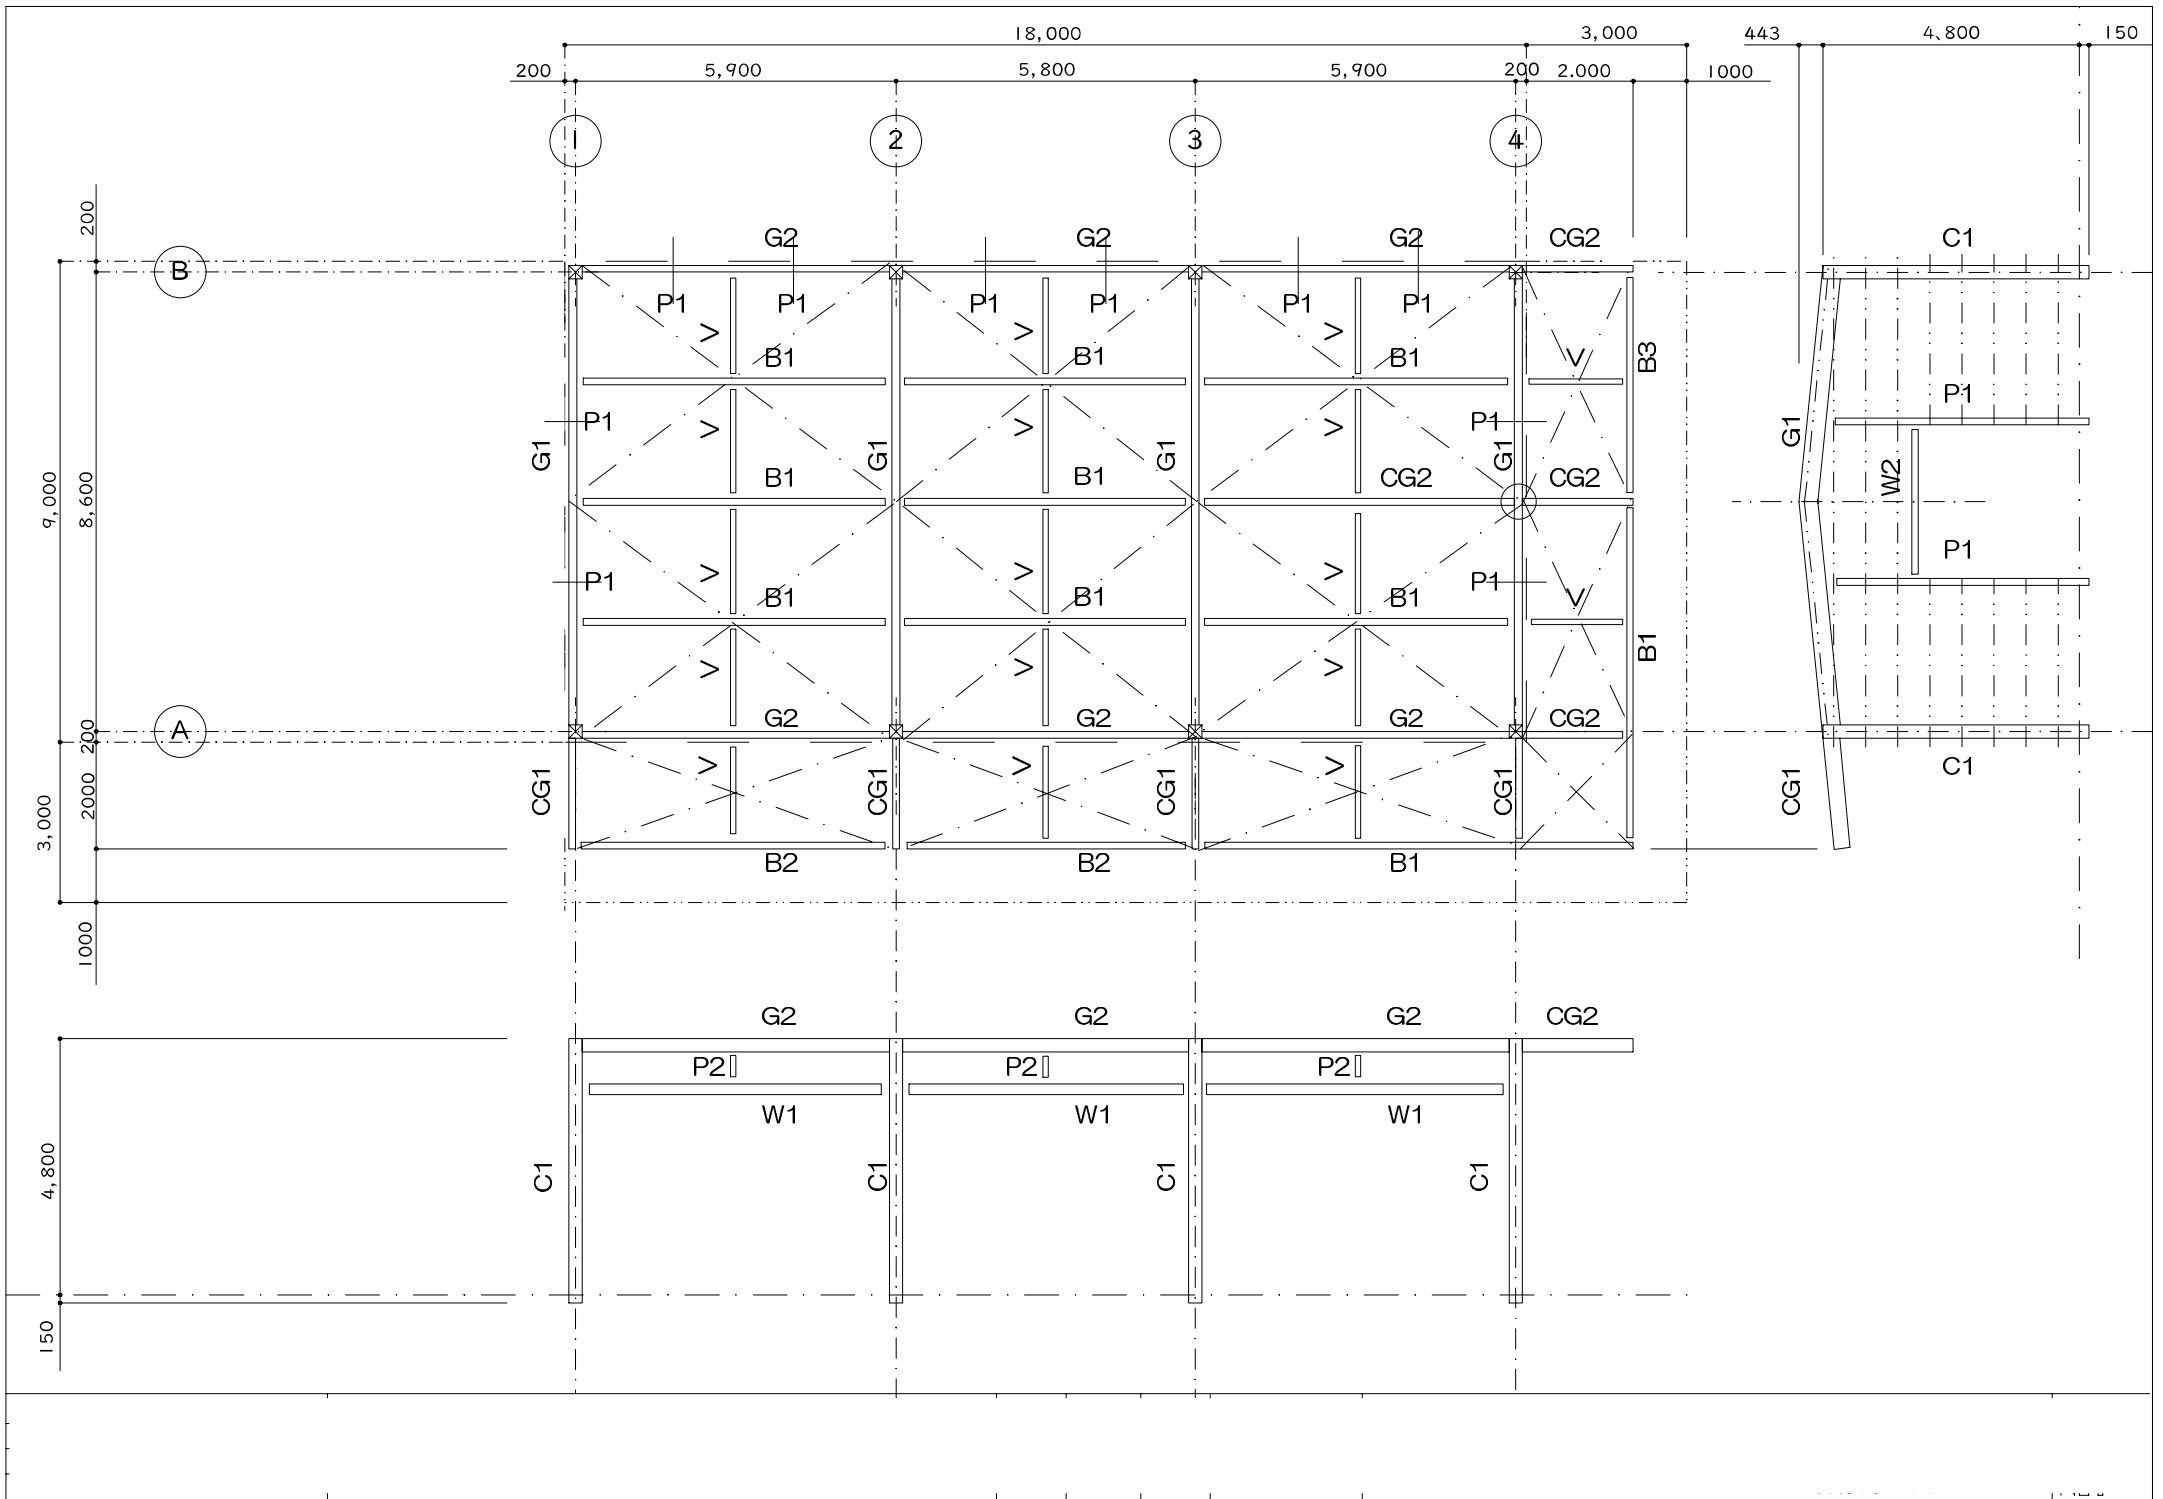 18,000 3,000 443 4,800 150
200 5,900 5,800 5,900 200 2.000 1000
1 2 3 4
200
G2 G2 G2 CG2 C1
B
P1 P1 P1 P1 P1 P1
V V V
B1 B1 B1 V B3
P1
P1 P1
V V V
G1 G1 G1 G1 G1
B1 B1 CG2 CG2 W2
9,000 8,600
P1
V V V
P1 P1
B1 B1 B1 V
B1
V V V
G2 G2 G2 CG2
A
200
V V V
C1
2000
CG1 CG1 CG1 CG1 CG1
3,000
B2 B2 B1
1000
G2 G2 G2 CG2
P2 P2 P2
W1 W1 W1
4,800
C1 C1 C1 C1
150